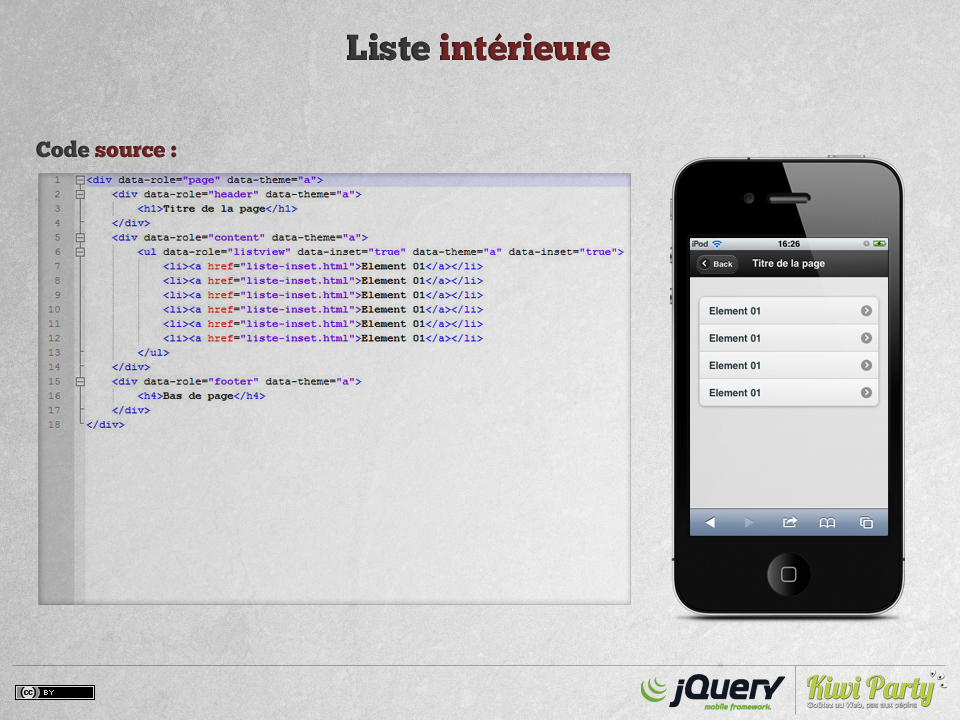 Liste intérieure
Code source :
1 <div data-role="page" data-theme="a">
2 <div data-role="header" data-theme="a">
3 <h1>Titre de la page</h1>
4 </div>
5 <div data-role="content" data-theme="a">
6 <ul data-role="listview" data-inset="true" data-theme="a" data-inset="true">
7 <li><a href="liste-inset.html">Element 01</a></li>
8 <li><a href="liste-inset.html">Element 01</a></li>
9 <li><a href="liste-inset.html">Element 01</a></li>
10 <li><a href="liste-inset.html">Element 01</a></li>
11 <li><a href="liste-inset.html">Element 01</a></li>
12 <li><a href="liste-inset.html">Element 01</a></li>
13 </ul>
14 </div>
15 <div data-role="footer" data-theme="a">
16 <h4>Bas de page</h4>
17 </div>
18 </div>
iPod 16:26
Back Titre de la page
Element 01
Element 01
Element 01
Element 01
cc BY
jQuery
mobile framework.
Kiwi Party
Goûtez au Web, pas aux pépins